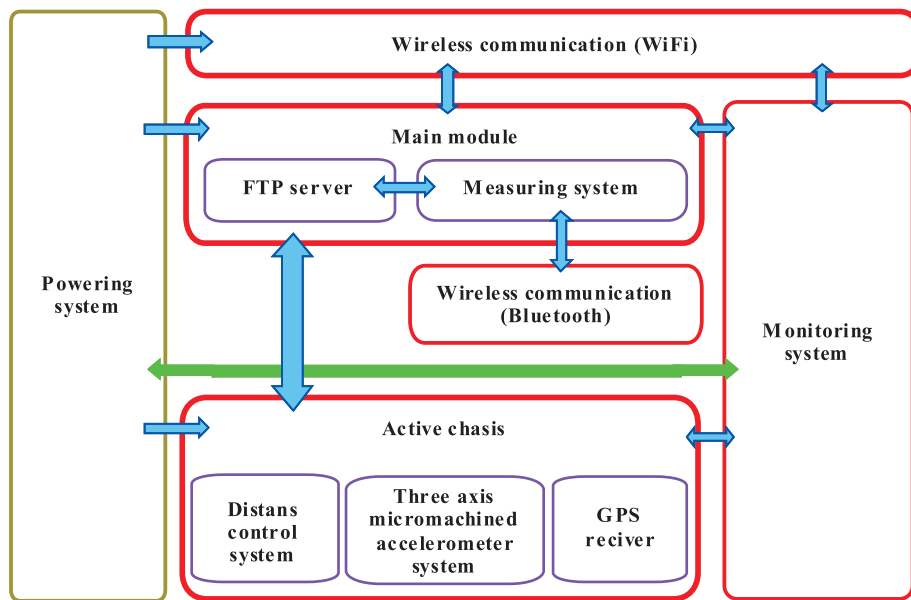 Wireless communication (WiFi)
Main module
FTP server
Measuring system
Powering
system
Wireless communication
(Bluetooth)
Monitoring
system
Active chasis
Distans
control
system
Three axis
micromachined
accelerometer
system
GPS
reciver